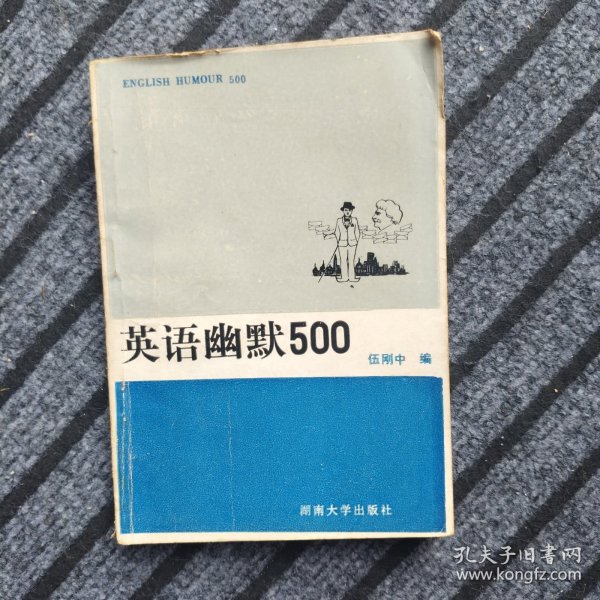 ENGLISH HUMOUR 500
英语幽默500
伍刚中 编
湖南大学出版社
孔夫子旧书网
www.kongfz.com